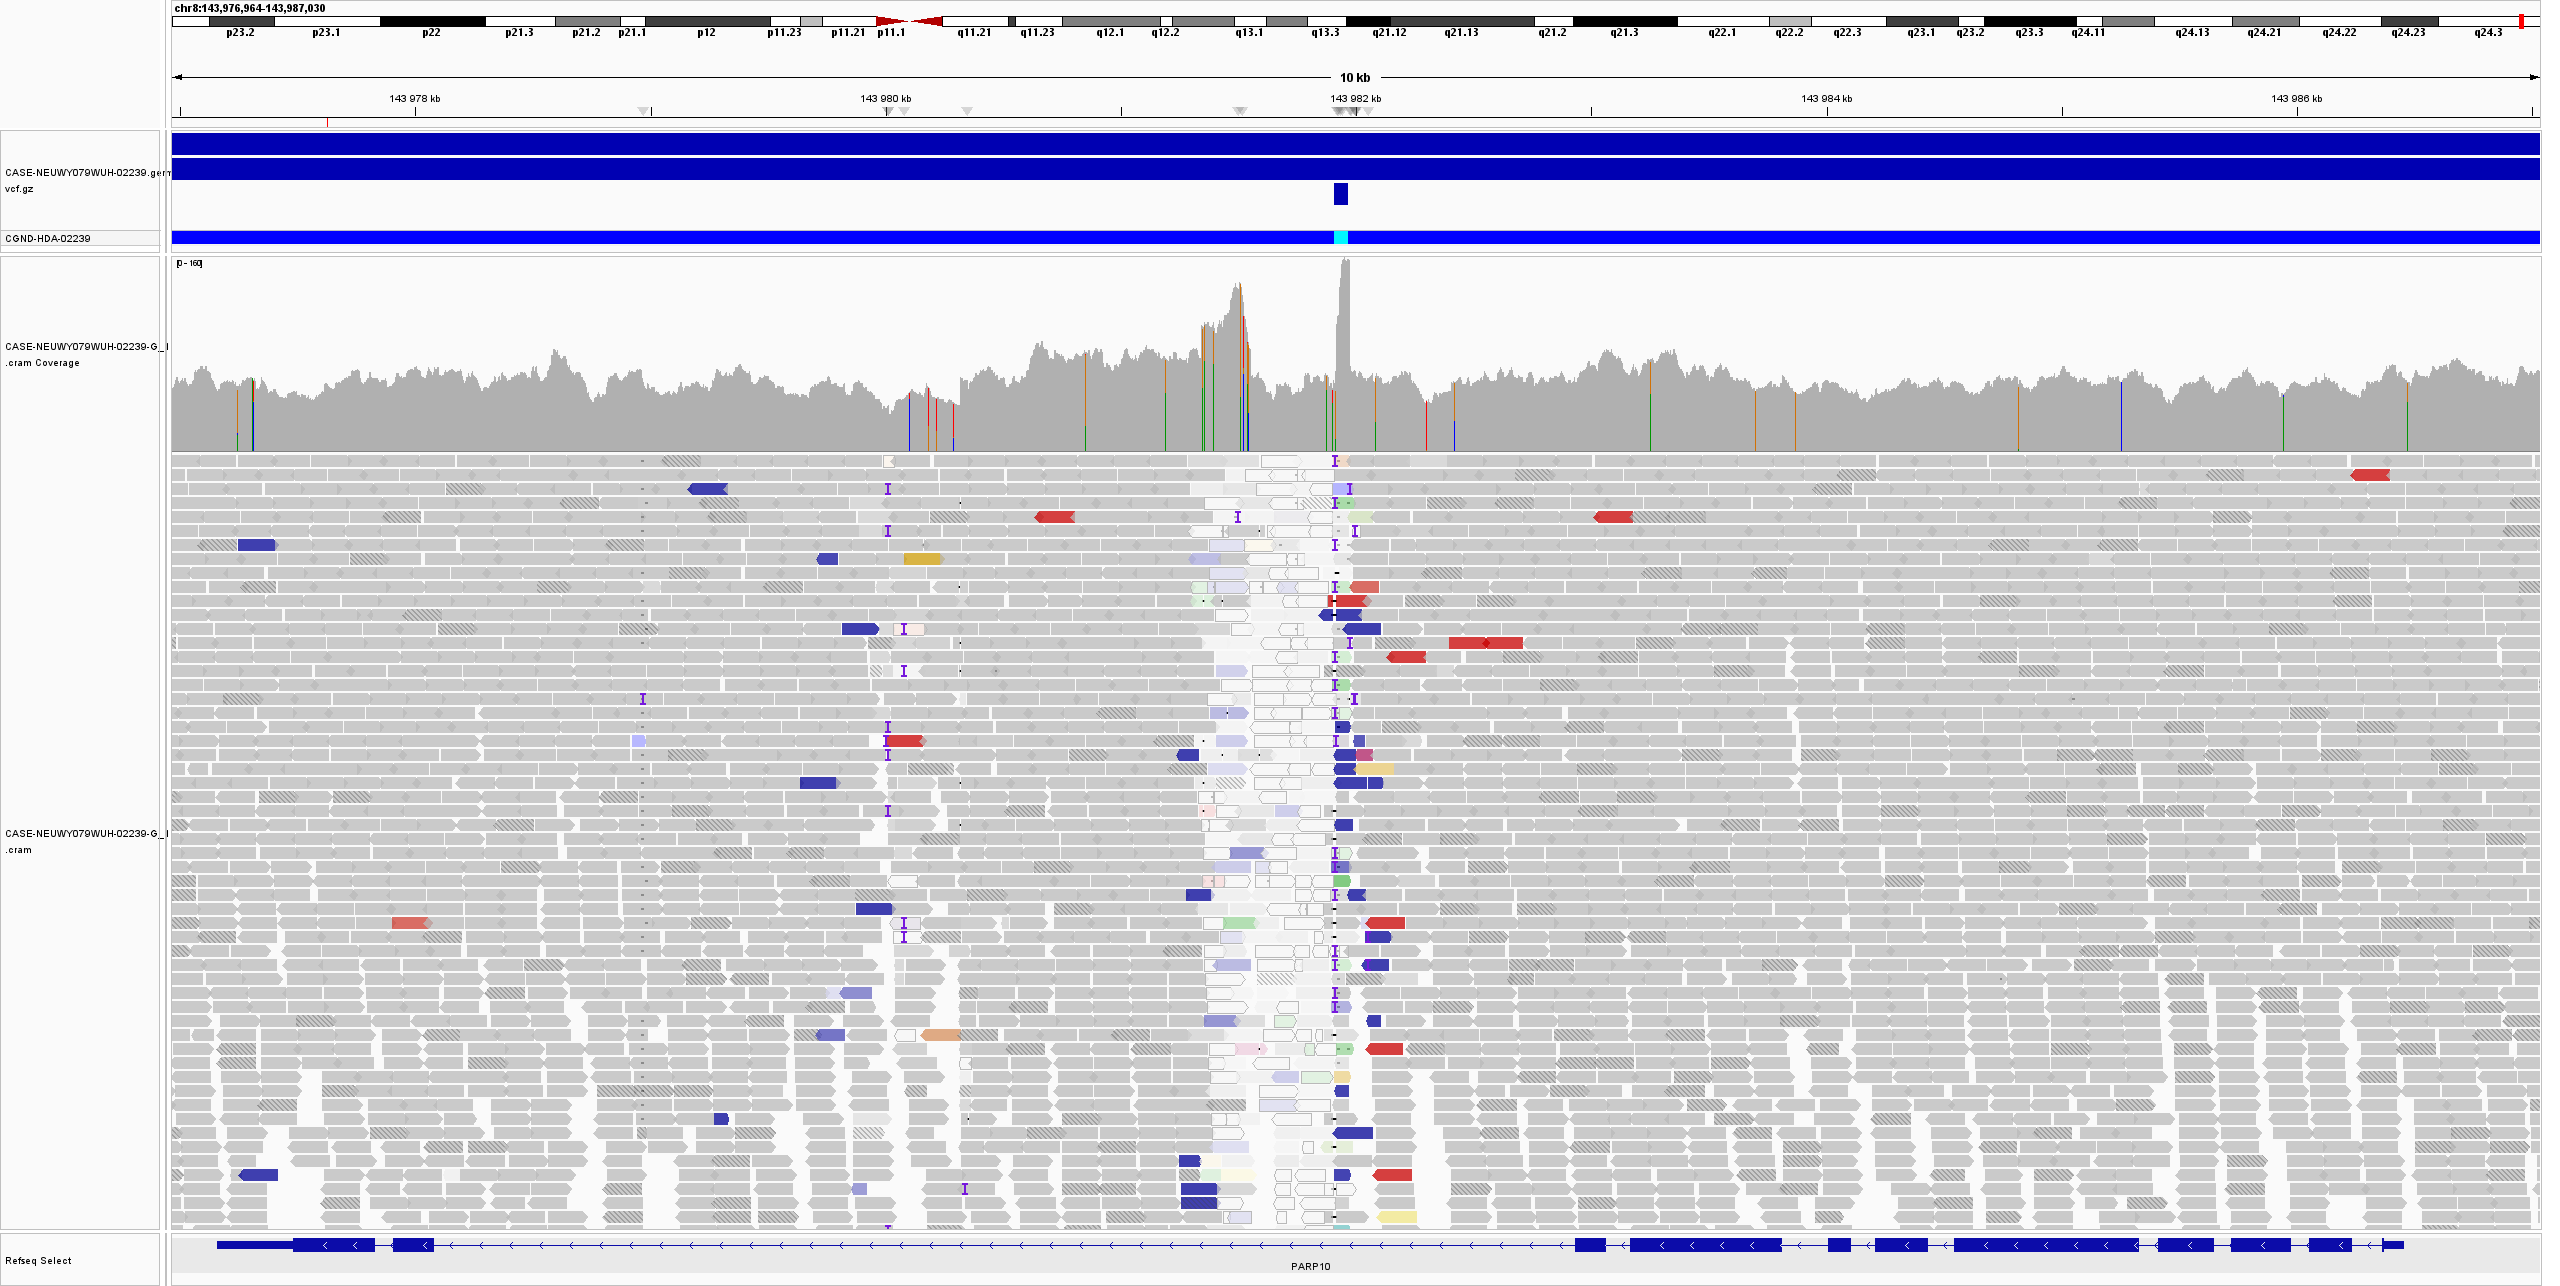 chr8:143,976,964-143,987,030
p23.2 p23.1 p22 p21.3 p21.2 p21.1 p12 p11.23 p11.21 p11.1 q11.21 q11.23 q12.1 q12.2 q13.1 q13.3 q21.12 q21.13 q21.2 q21.3 q22.1 q22.2 q22.3 q23.1 q23.2 q23.3 q24.11 q24.13 q24.21 q24.22 q24.23 q24.3
10 kb
143 978 kb 143 980 kb 143 982 kb 143 984 kb 143 986 kb
CASE-NEUWY079WUH-02239.germ
vcf.gz
CGND-HDA-02239
[0 - 160]
CASE-NEUWY079WUH-02239-G_I
.cram Coverage
CASE-NEUWY079WUH-02239-G_I
.cram
Refseq Select
PARP10